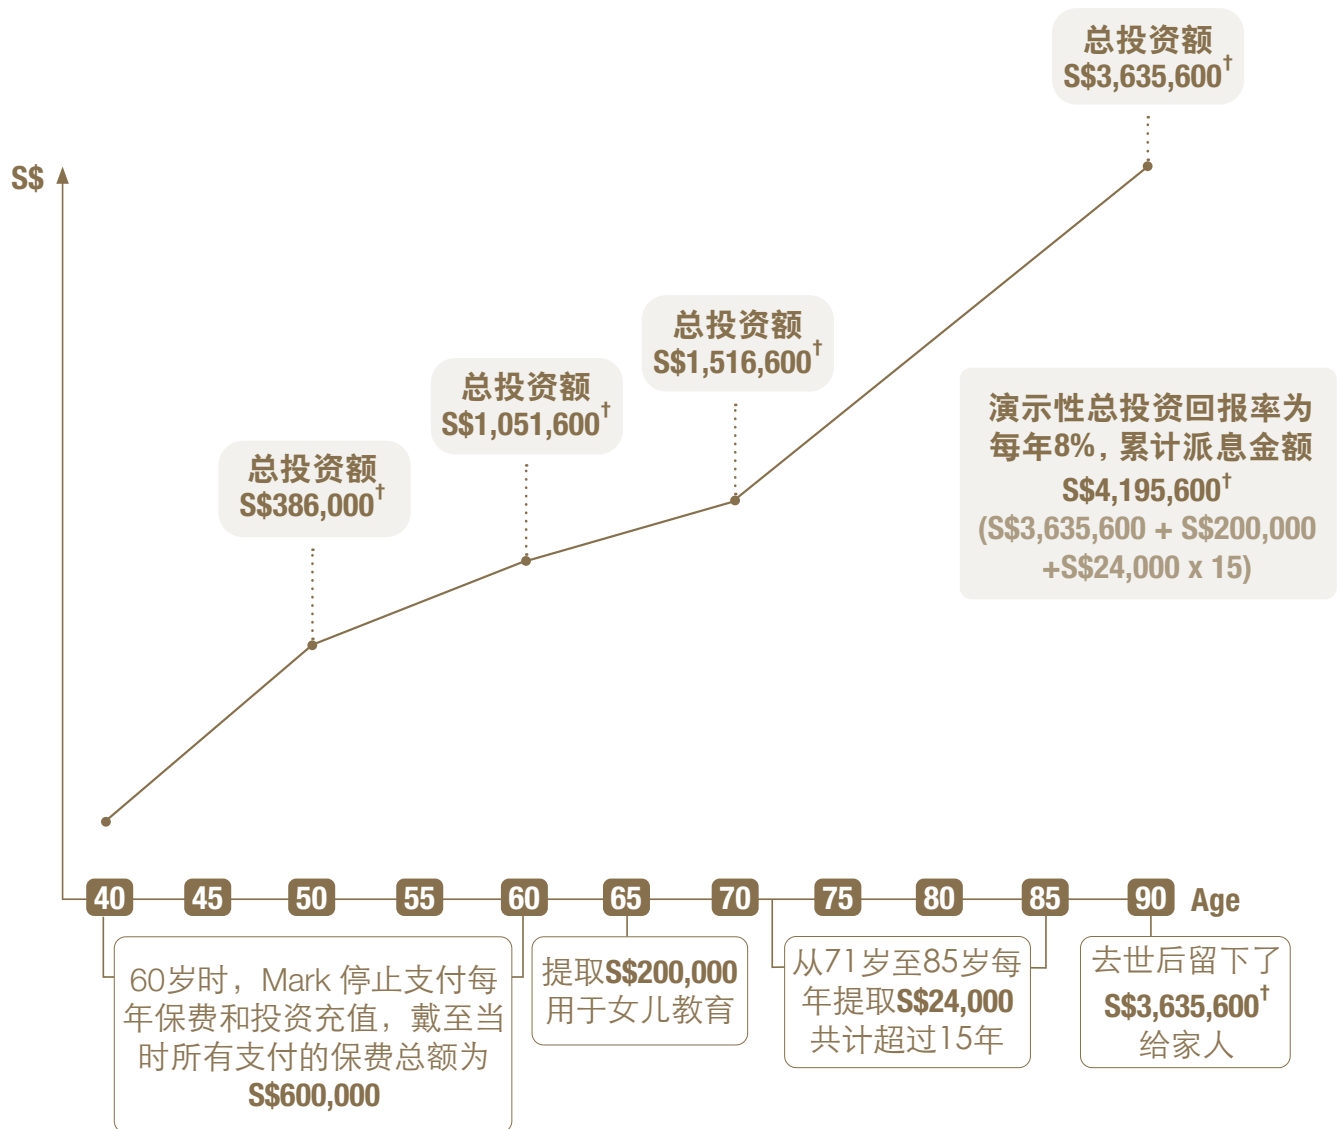 总投资额
S$3,635,600†
S$
总投资额
S$1,516,600†
总投资额
S$1,051,600†
总投资额
S$386,000†
演示性总投资回报率为
每年8%, 累计派息金额
S$4,195,600†
(S$3,635,600 + S$200,000
+S$24,000 x 15)
40 45 50 55 60 65 70 75 80 85 90 Age
60岁时，Mark 停止支付每
年保费和投资充值，戴至当
时所有支付的保费总额为
S$600,000
提取S$200,000
用于女儿教育
从71岁至85岁每
年提取S$24,000
共计超过15年
去世后留下了
S$3,635,600†
给家人